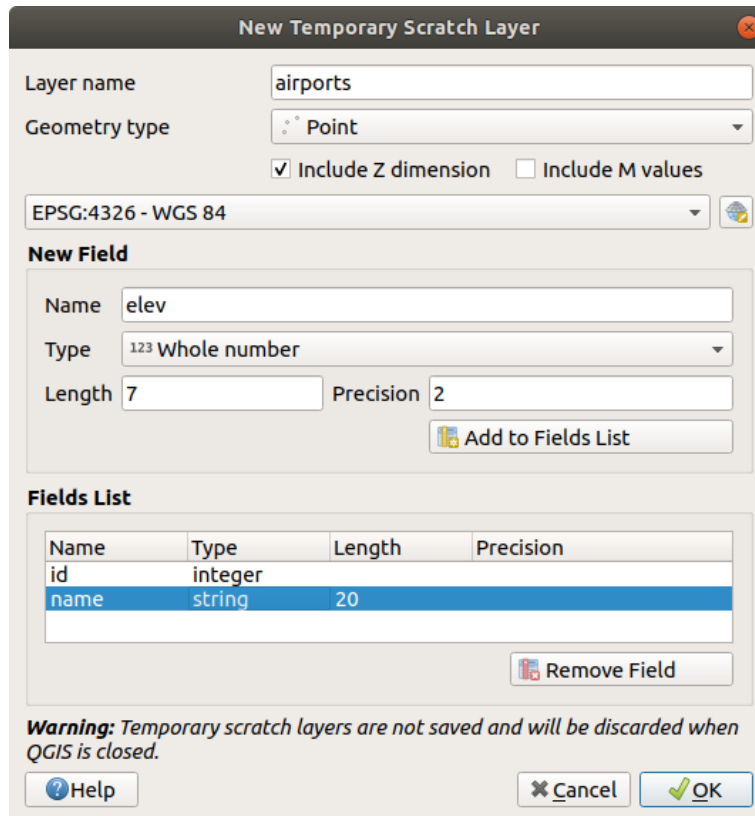 New Temporary Scratch Layer
Layer name airports
Geometry type Point
Include Z dimension Include M values
EPSG:4326 - WGS 84
New Field
Name elev
Type 123 Whole number
Length 7 Precision 2
Add to Fields List
Fields List
Name Type Length Precision
id integer
name string 20
Remove Field
Warning: Temporary scratch layers are not saved and will be discarded when
QGIS is closed.
Help Cancel OK